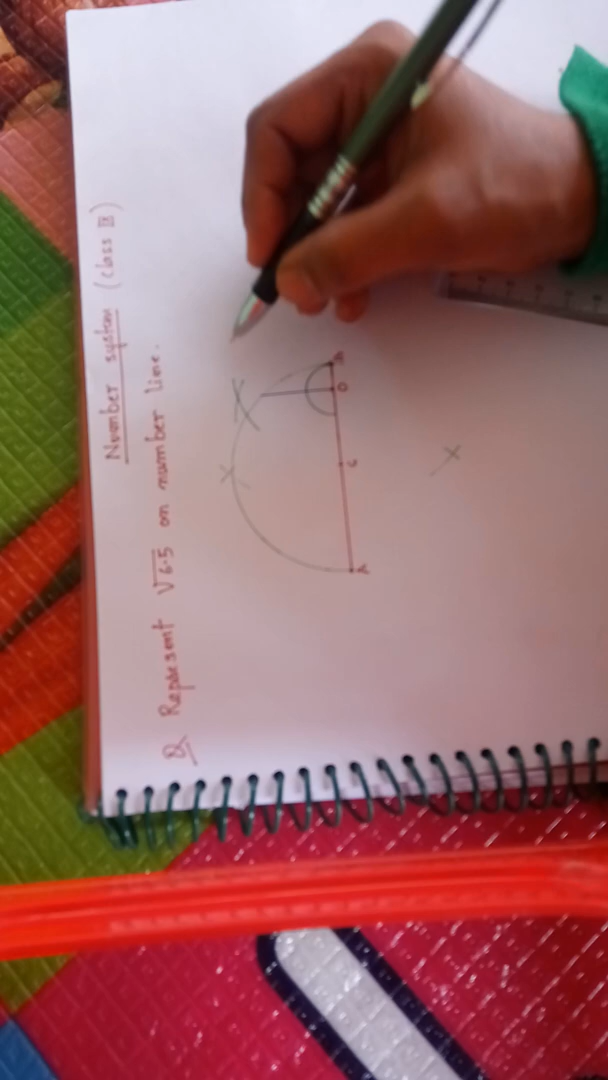 Number system (Class IX)
Q Represent √6.5 on number line.
A C O B